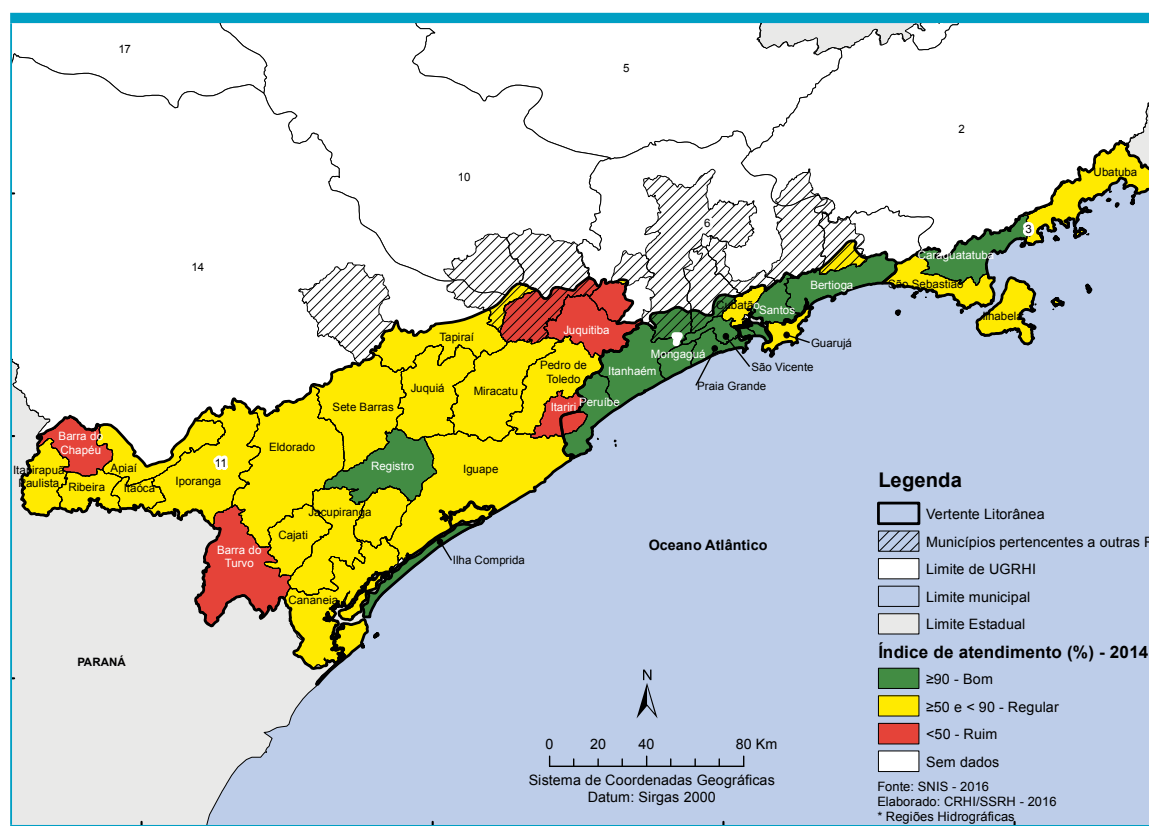 17
5
2
10
6
14
3
11
Ubatuba
Caraguatatuba
São Sebastião
Ilhabela
Bertioga
Cubatão
Santos
Guarujá
São Vicente
Praia Grande
Mongaguá
Itanhaém
Peruíbe
Juquitiba
Tapiraí
Pedro de
Toledo
Itariri
Miracatu
Juquiá
Sete Barras
Eldorado
Registro
Iguape
Barra do
Chapéu
Apiaí
Itapirapuã
Paulista
Ribeira
Itaóca
Iporanga
Jacupiranga
Cajati
Barra do
Turvo
Cananeia
Ilha Comprida
Oceano Atlântico
PARANÁ
N
0 20 40 80 Km
Sistema de Coordenadas Geográficas
Datum: Sirgas 2000
Legenda
Vertente Litorânea
Municípios pertencentes a outras
Limite de UGRHI
Limite municipal
Limite Estadual
Índice de atendimento (%) - 2014
≥90 - Bom
≥50 e < 90 - Regular
<50 - Ruim
Sem dados
Fonte: SNIS - 2016
Elaborado: CRHI/SSRH - 2016
* Regiões Hidrográficas